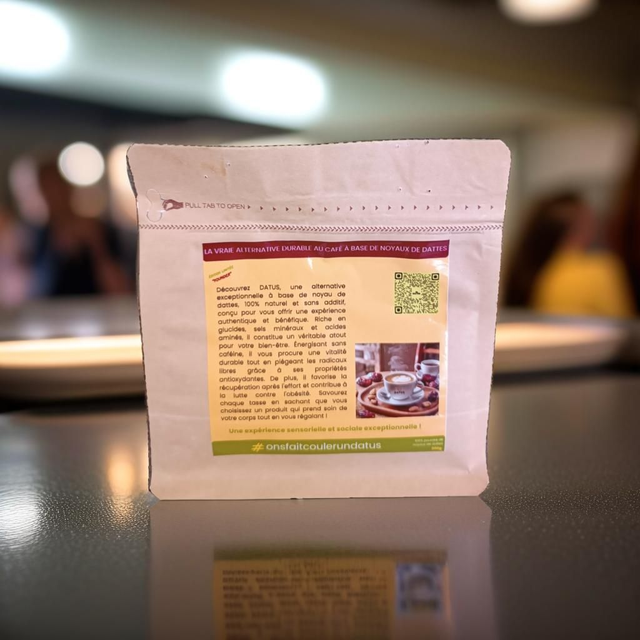 PULL TAB TO OPEN
LA VRAIE ALTERNATIVE DURABLE AU CAFÉ À BASE DE NOYAUX DE DATTES
Découvrez DATUS, une alternative
exceptionnelle à base de noyau de
dattes, 100% naturel et sans additif,
conçu pour vous offrir une expérience
authentique et bénéfique. Riche en
glucides, sels minéraux et acides
aminés, il constitue un véritable atout
pour votre bien-être. Énergisant sans
caféine, il vous procure une vitalité
durable tout en piégeant les radicaux
libres grâce à ses propriétés
antioxydantes. De plus, il favorise la
récupération après l'effort et contribue à
la lutte contre l'obésité. Savourez
chaque tasse en sachant que vous
choisissez un produit qui prend soin de
votre corps tout en vous régalant !
Une expérience sensorielle et sociale exceptionnelle !
# onsfaitcoulerundatus